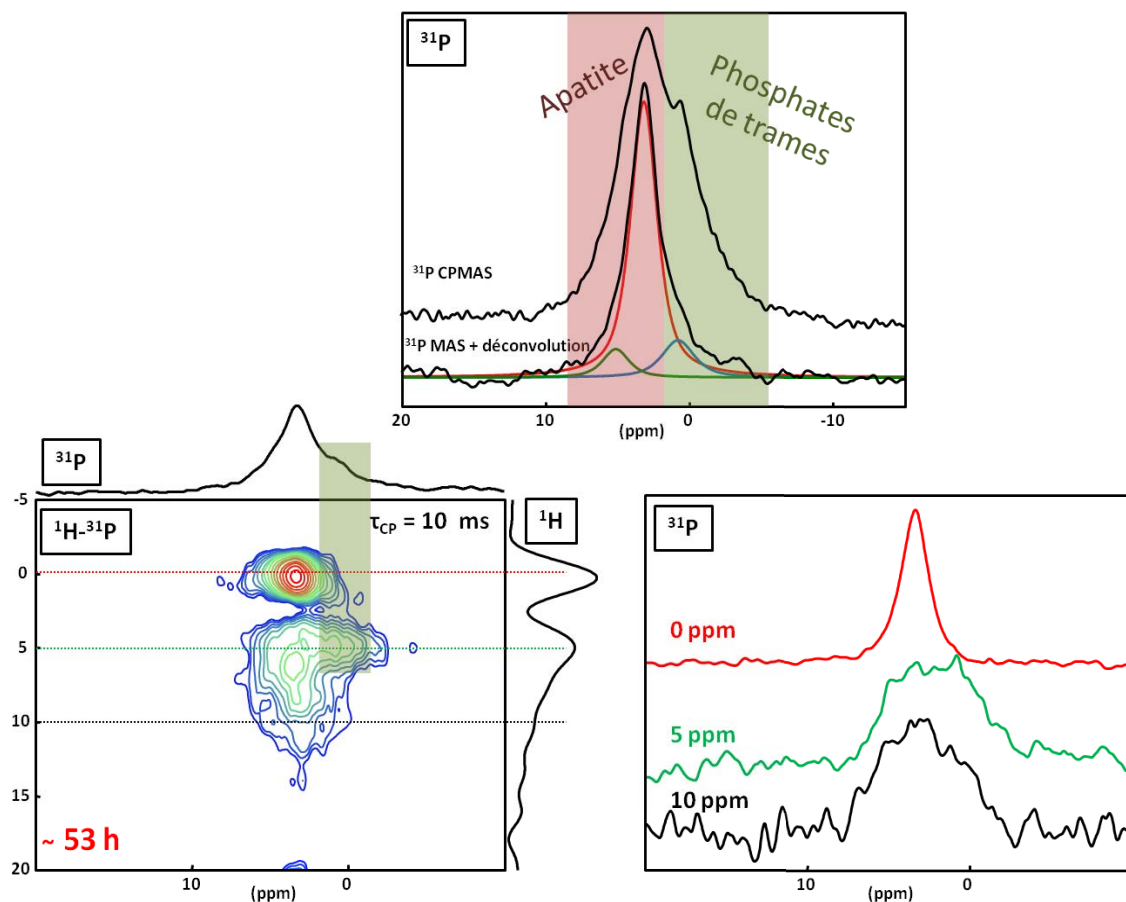 ³¹P
Apatite
Phosphates
de trames
³¹P CPMAS
³¹P MAS + déconvolution
20
10
0
-10
(ppm)
³¹P
¹H-³¹P
τCP = 10 ms
¹H
-5
0
5
10
15
20
~ 53 h
10
0
(ppm)
³¹P
0 ppm
5 ppm
10 ppm
10
0
(ppm)